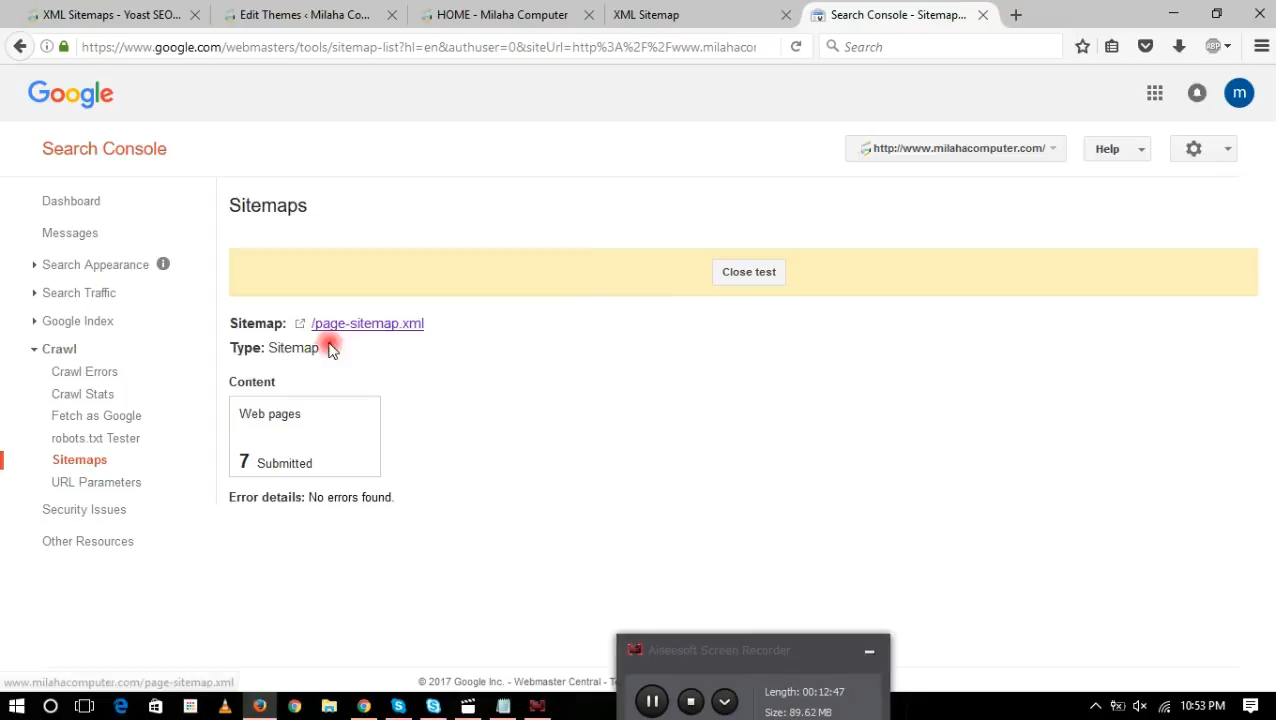 XML Sitemaps · Yoast SEO...
Edit Themes ‹ Milaha Co...
HOME - Milaha Computer
XML Sitemap
Search Console - Sitemap...
https://www.google.com/webmasters/tools/sitemap-list?hl=en&authuser=0&siteUrl=http%3A%2F%2Fwww.milahacor
Search
ABP
Google
m
Search Console
http://www.milahacomputer.com/
Help
Dashboard
Messages
Search Appearance
Search Traffic
Google Index
Crawl
Crawl Errors
Crawl Stats
Fetch as Google
robots.txt Tester
Sitemaps
URL Parameters
Security Issues
Other Resources
Sitemaps
Close test
Sitemap: /page-sitemap.xml
Type: Sitemap
Content
Web pages
7 Submitted
Error details: No errors found.
Aiseesoft Screen Recorder
Length: 00:12:47
Size: 89.62 MB
www.milahacomputer.com/page-sitemap.xml
© 2017 Google Inc. - Webmaster Central - Te
10:53 PM